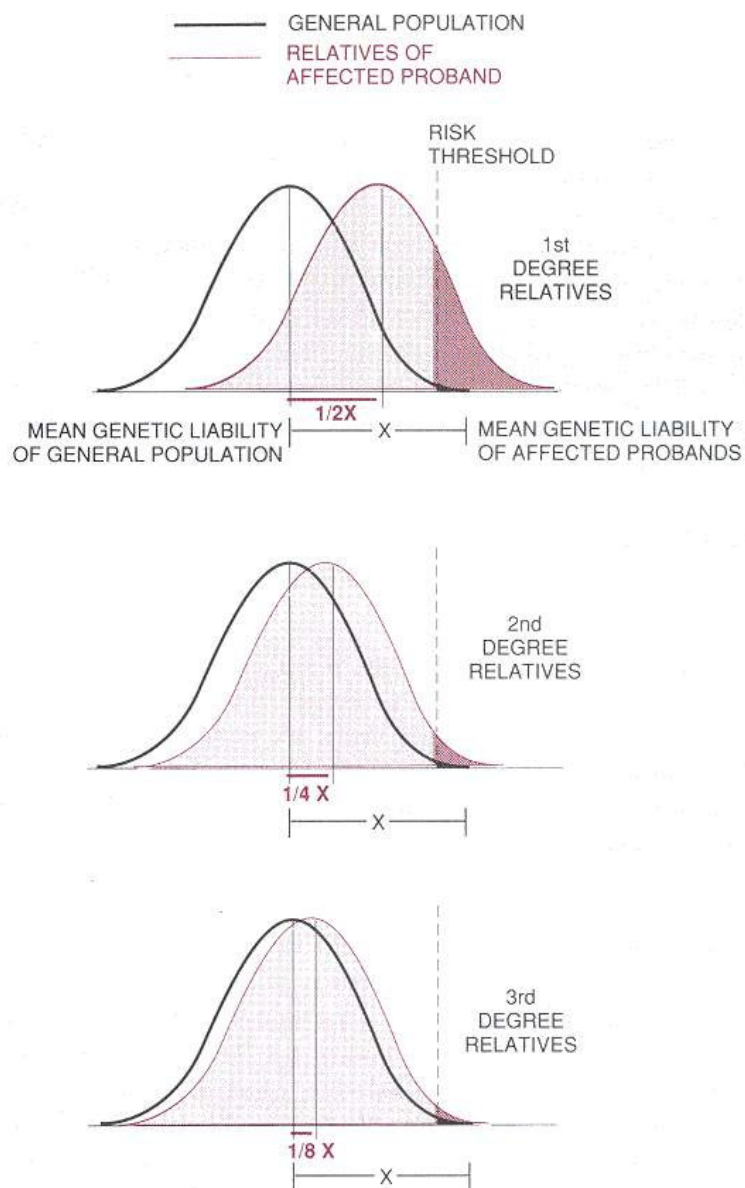 GENERAL POPULATION
RELATIVES OF
AFFECTED PROBAND
RISK
THRESHOLD
1st
DEGREE
RELATIVES
1/2X
MEAN GENETIC LIABILITY
OF GENERAL POPULATION
X
MEAN GENETIC LIABILITY
OF AFFECTED PROBANDS
2nd
DEGREE
RELATIVES
1/4 X
X
3rd
DEGREE
RELATIVES
1/8 X
X